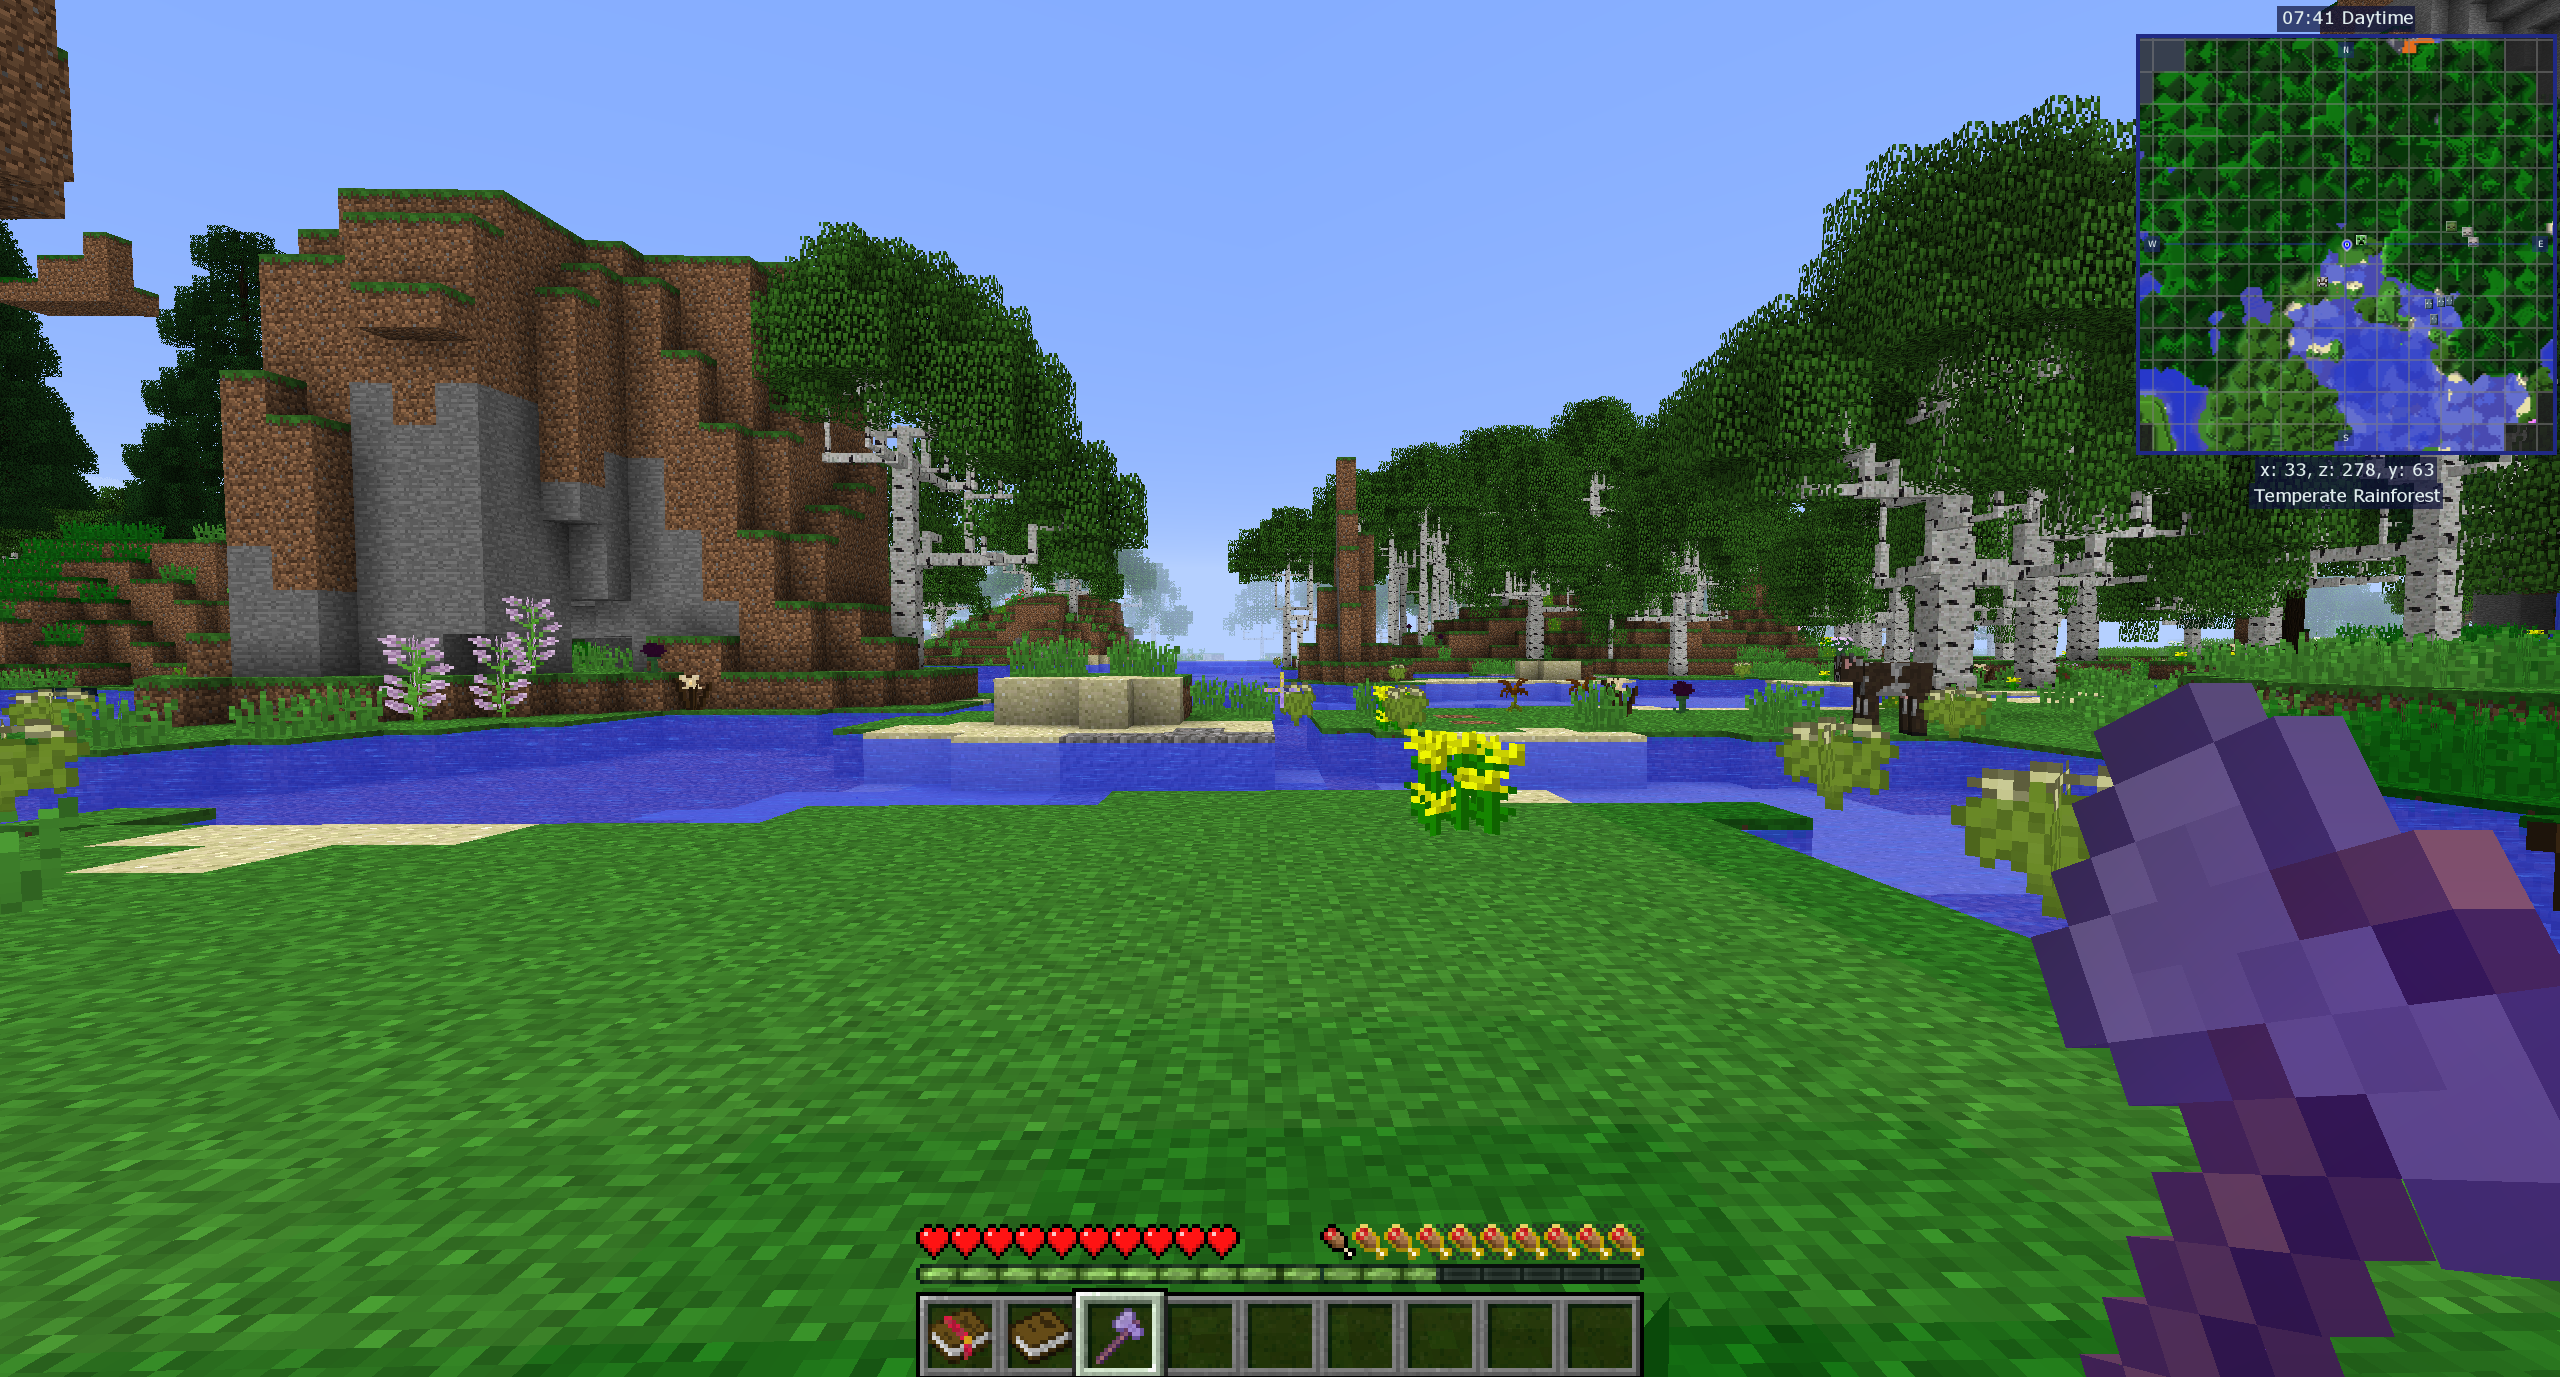 07:41 Daytime
N
W
E
S
x: 33, z: 278, y: 63
Temperate Rainforest